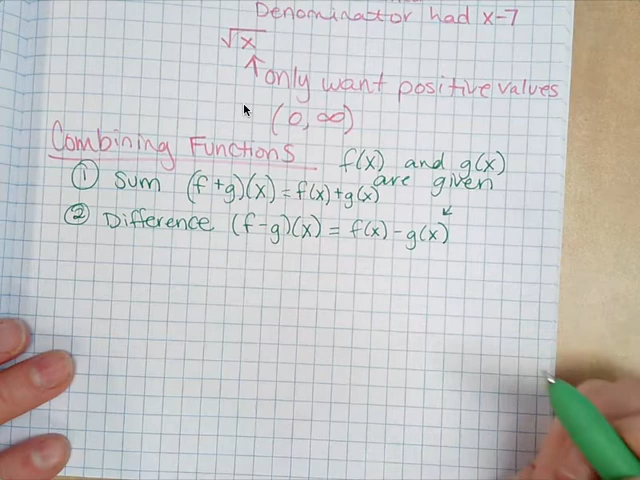 Denominator had x-7
√x
↑ only want positive values
(0, ∞)
Combining Functions f(x) and g(x)
are given
① Sum (f+g)(x) = f(x)+g(x)
② Difference (f-g)(x) = f(x) - g(x)